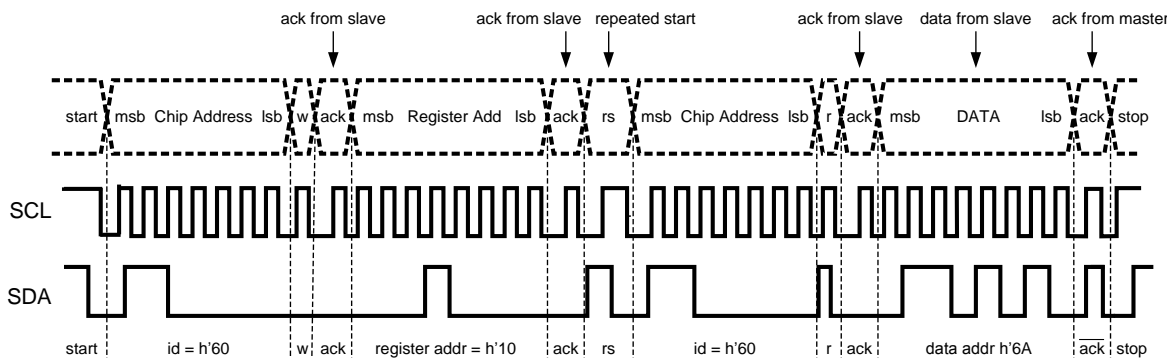 ack from slave ack from slave repeated start ack from slave data from slave ack from master
start msb Chip Address lsb w ack msb Register Add lsb ack rs msb Chip Address lsb r ack msb DATA lsb ack stop
SCL
SDA
start id = h'60 w ack register addr = h'10 ack rs id = h'60 r ack data addr h'6A ack stop